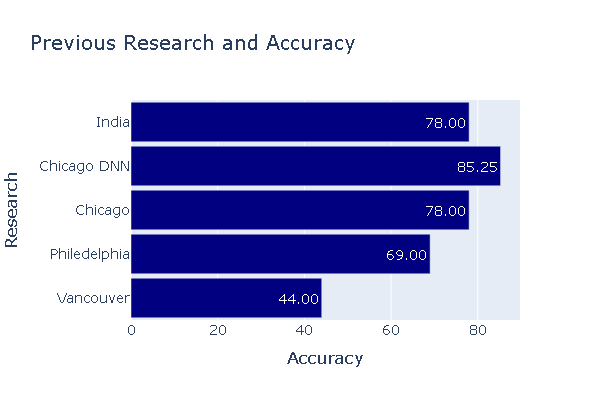 Previous Research and Accuracy
India
78.00
Chicago DNN
85.25
Chicago
78.00
Philedelphia
69.00
Vancouver
44.00
0 20 40 60 80
Accuracy
Research